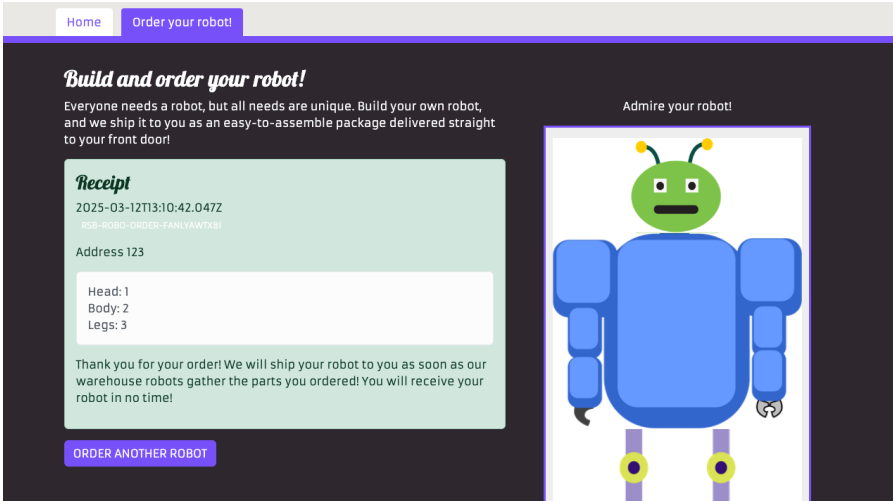 Home
Order your robot!
Build and order your robot!
Everyone needs a robot, but all needs are unique. Build your own robot,
and we ship it to you as an easy-to-assemble package delivered straight
to your front door!
Receipt
2025-03-12T13:10:42.047Z
RSB-ROBO-ORDER-FANLYAWTX9I
Address 123
Head: 1
Body: 2
Legs: 3
Thank you for your order! We will ship your robot to you as soon as our
warehouse robots gather the parts you ordered! You will receive your
robot in no time!
ORDER ANOTHER ROBOT
Admire your robot!